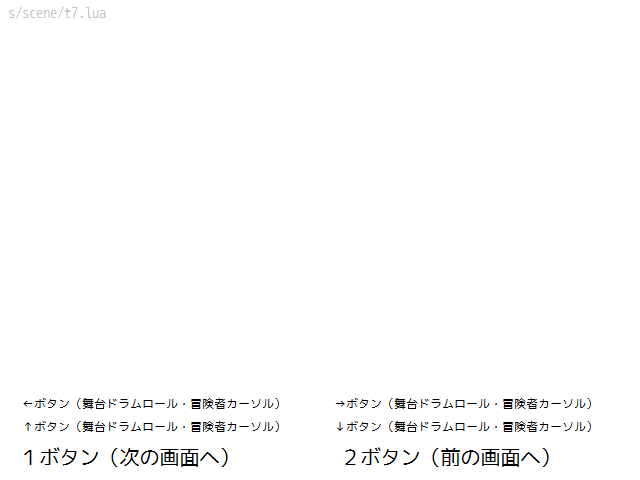 s/scene/t7.lua
←ボタン（舞台ドラムロール・冒険者カーソル）
→ボタン（舞台ドラムロール・冒険者カーソル）
↑ボタン（舞台ドラムロール・冒険者カーソル）
↓ボタン（舞台ドラムロール・冒険者カーソル）
１ボタン（次の画面へ）
２ボタン（前の画面へ）